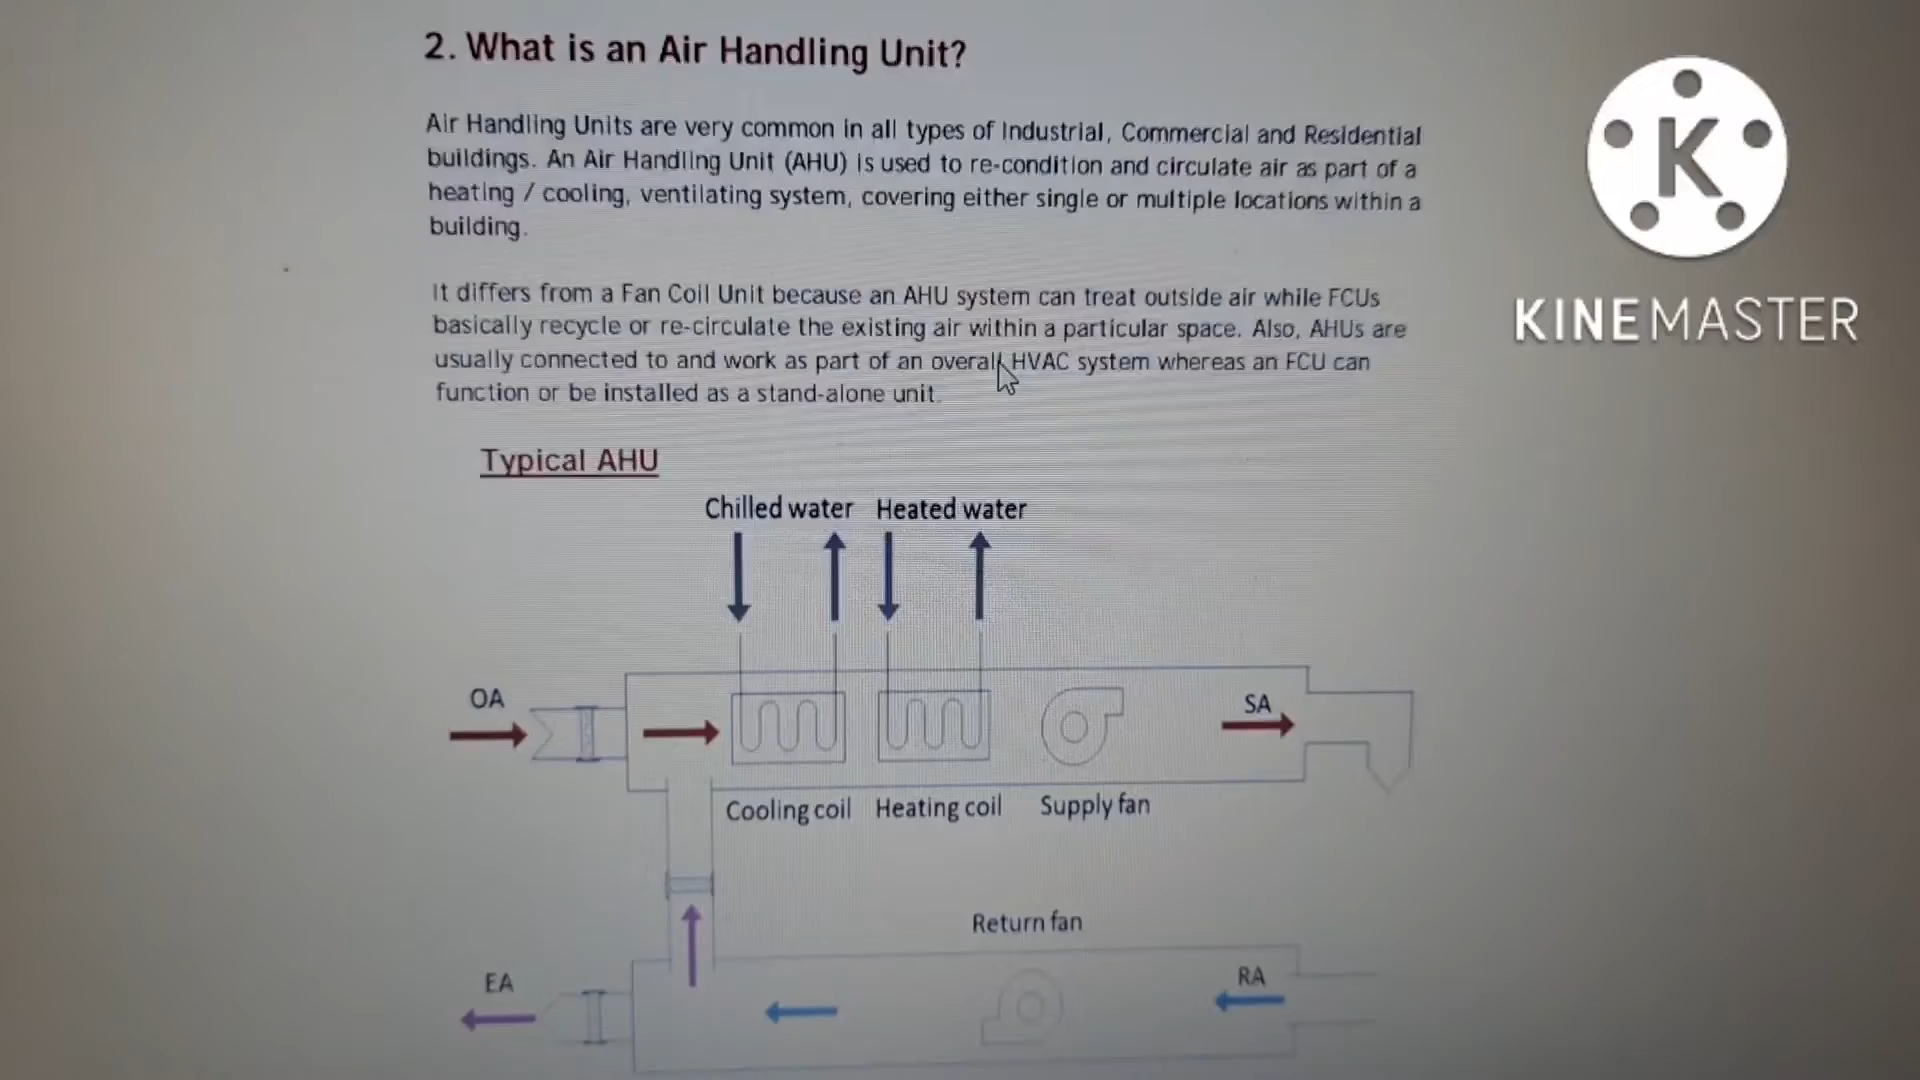 2. What is an Air Handling Unit?
Air Handling Units are very common in all types of Industrial, Commercial and Residential
buildings. An Air Handling Unit (AHU) is used to re-condition and circulate air as part of a
heating / cooling, ventilating system, covering either single or multiple locations within a
building.
It differs from a Fan Coil Unit because an AHU system can treat outside air while FCUs
basically recycle or re-circulate the existing air within a particular space. Also, AHUs are
usually connected to and work as part of an overall HVAC system whereas an FCU can
function or be installed as a stand-alone unit.
Typical AHU
Chilled water Heated water
OA
SA
Cooling coil Heating coil Supply fan
Return fan
EA
RA
K
KINEMASTER